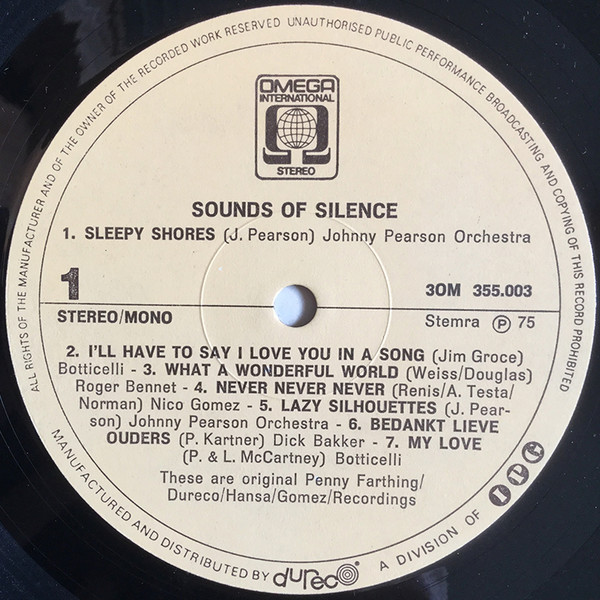 ALL RIGHTS OF THE MANUFACTURER AND OF THE OWNER OF THE RECORDED WORK RESERVED UNAUTHORISED PUBLIC PERFORMANCE BROADCASTING AND COPYING OF THIS RECORD PROHIBITED
OMEGA
INTERNATIONAL
STEREO
SOUNDS OF SILENCE
1. SLEEPY SHORES (J. Pearson) Johnny Pearson Orchestra
1
3OM 355.003
STEREO/MONO
Stemra Ⓟ 75
2. I'LL HAVE TO SAY I LOVE YOU IN A SONG (Jim Groce)
Botticelli - 3. WHAT A WONDERFUL WORLD (Weiss/Douglas)
Roger Bennet - 4. NEVER NEVER NEVER (Renis/A. Testa/
Norman) Nico Gomez - 5. LAZY SILHOUETTES (J. Pear-
son) Johnny Pearson Orchestra - 6. BEDANKT LIEVE
OUDERS (P. Kartner) Dick Bakker - 7. MY LOVE
(P. & L. McCartney) Botticelli
These are original Penny Farthing/
Dureco/Hansa/Gomez/Recordings
MANUFACTURED AND DISTRIBUTED BY dureco A DIVISION OF